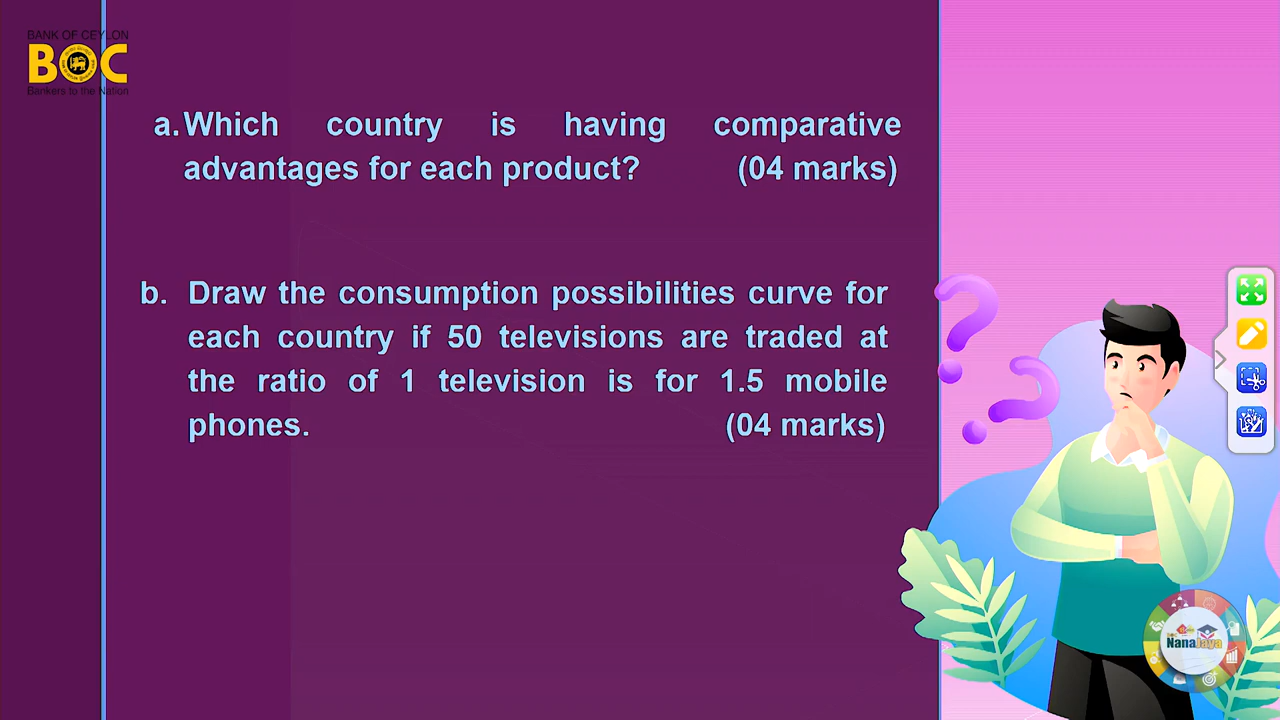 BANK OF CEYLON
BOC
Bankers to the Nation
a. Which country is having comparative
advantages for each product? (04 marks)
b. Draw the consumption possibilities curve for
each country if 50 televisions are traded at
the ratio of 1 television is for 1.5 mobile
phones. (04 marks)
NanaJaya